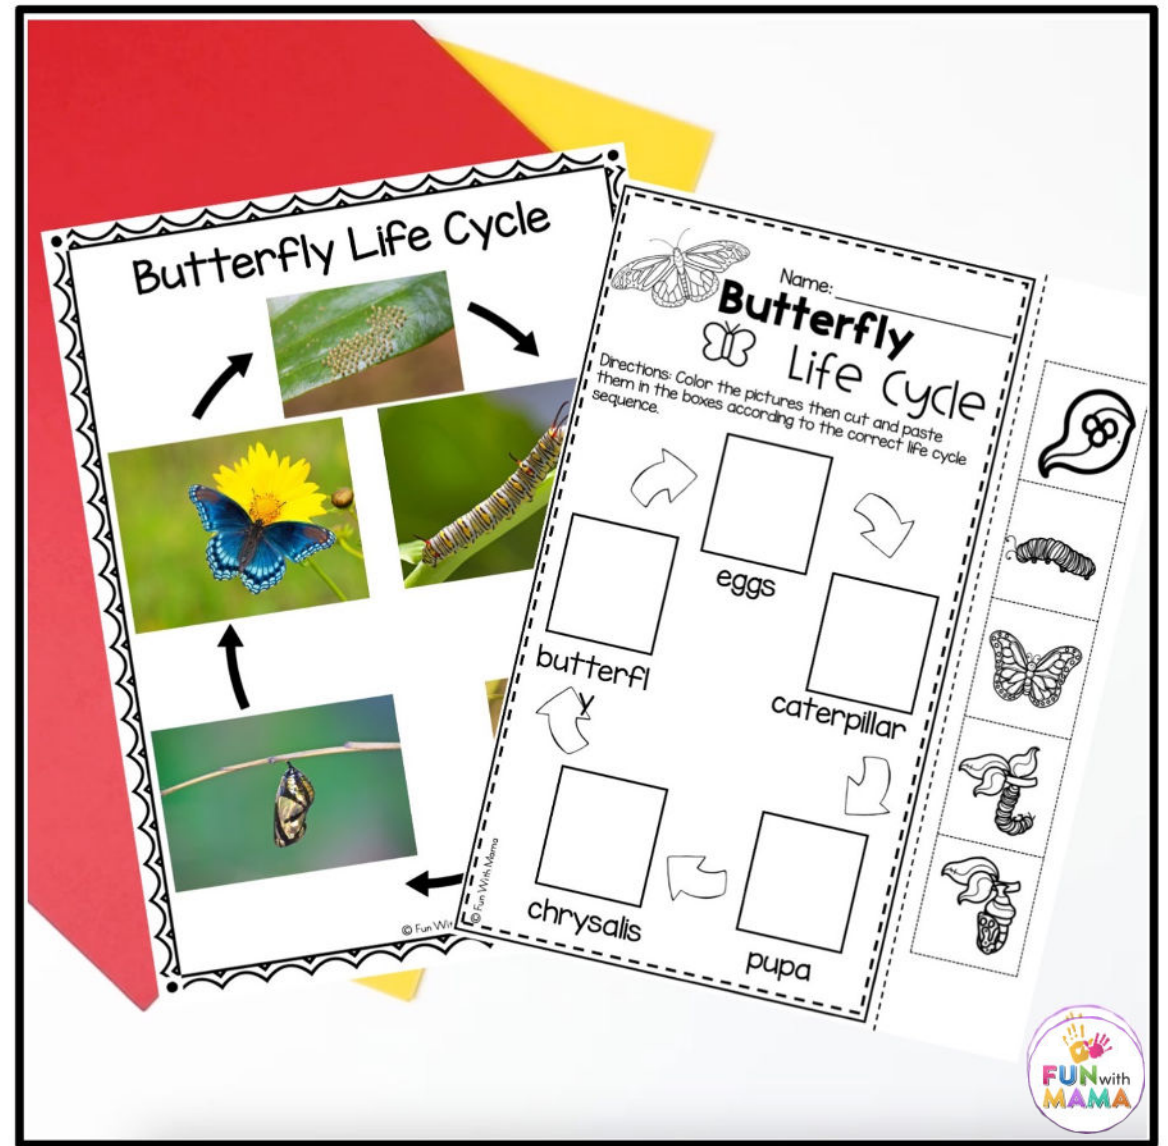 Butterfly Life Cycle
© Fun Wi
Name:
Butterfly
Life Cycle
Directions: Color the pictures then cut and paste
them in the boxes according to the correct life cycle
sequence.
eggs
butterfl
y
caterpillar
chrysalis
pupa
© Fun With Mama
FUN with
MAMA